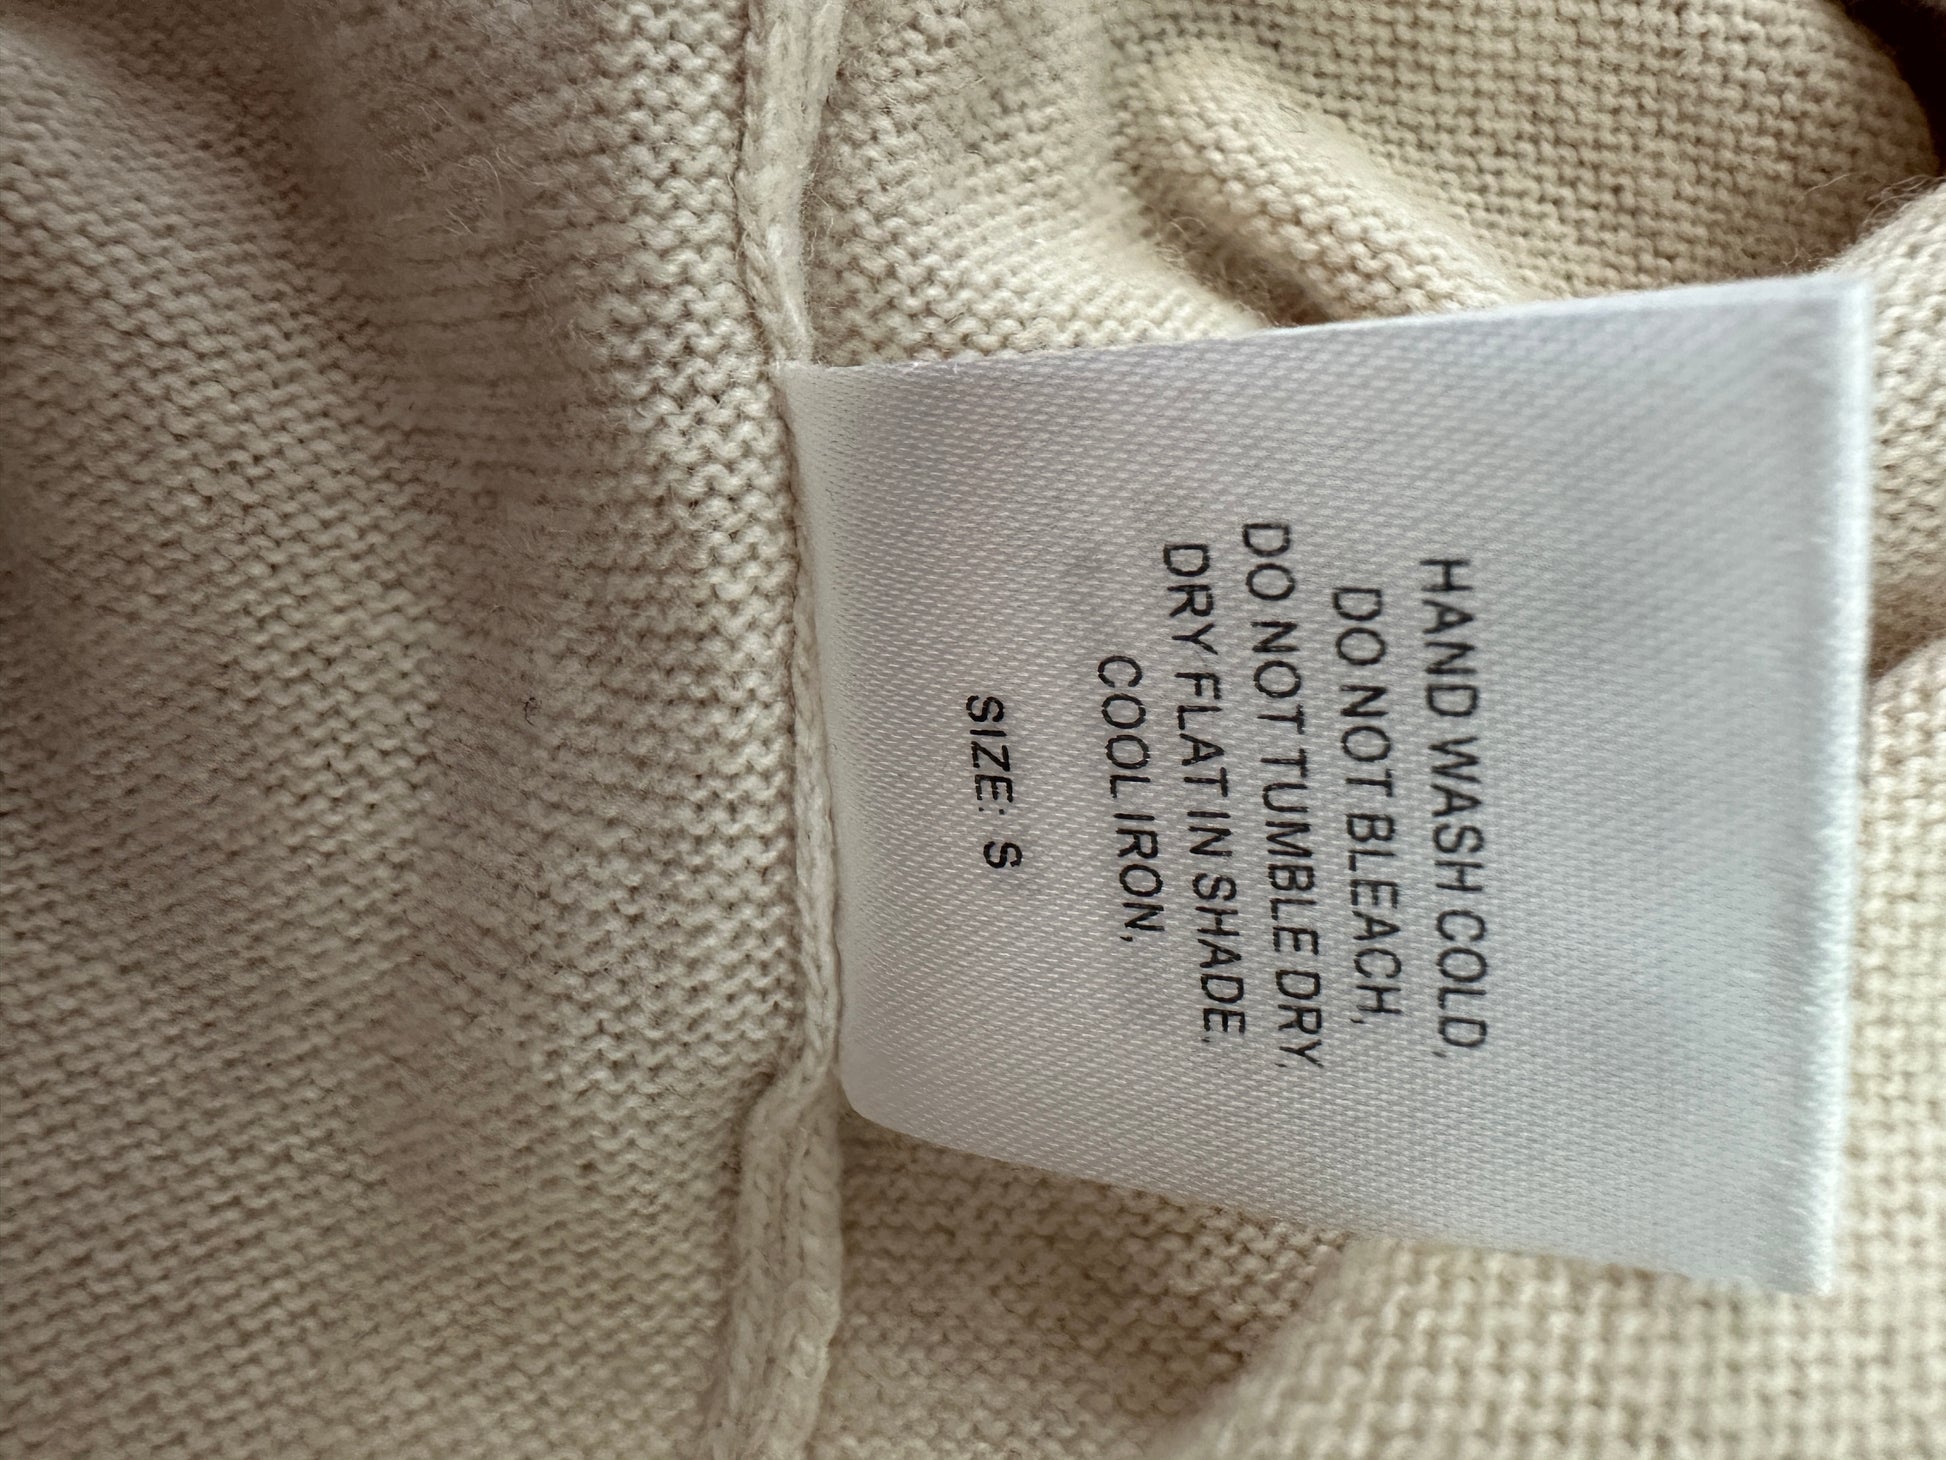 HAND WASH COLD,
DO NOT BLEACH,
DO NOT TUMBLE DRY,
DRY FLAT IN SHADE,
COOL IRON,
SIZE: S